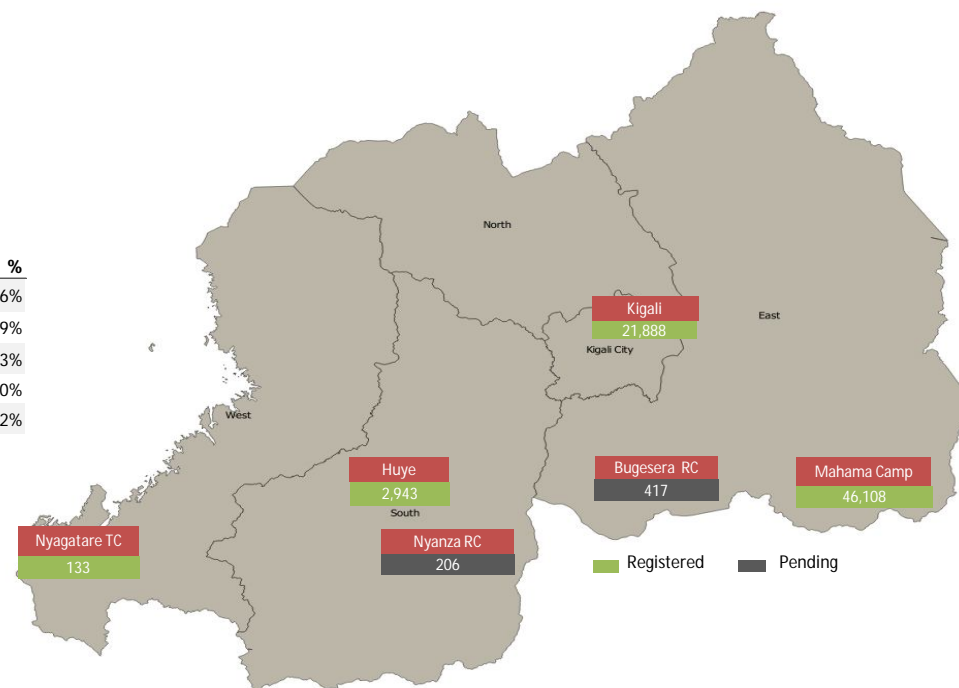 North
%
6%
9%
3%
0%
2%
Kigali
21,888
East
Kigali City
West
Huye
2,943
South
Bugesera RC
417
Mahama Camp
46,108
Nyagatare TC
133
Nyanza RC
206
Registered
Pending